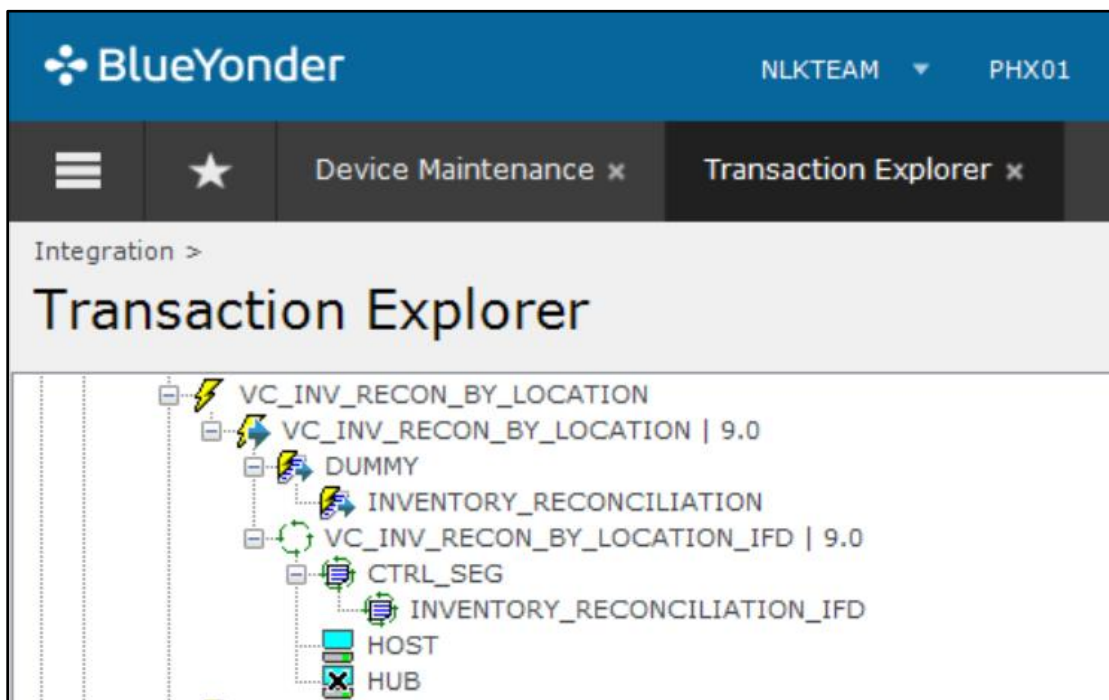 BlueYonder NLKTEAM PHX01
Device Maintenance x Transaction Explorer x
Integration >
Transaction Explorer
VC_INV_RECON_BY_LOCATION
VC_INV_RECON_BY_LOCATION | 9.0
DUMMY
INVENTORY_RECONCILIATION
VC_INV_RECON_BY_LOCATION_IFD | 9.0
CTRL_SEG
INVENTORY_RECONCILIATION_IFD
HOST
HUB